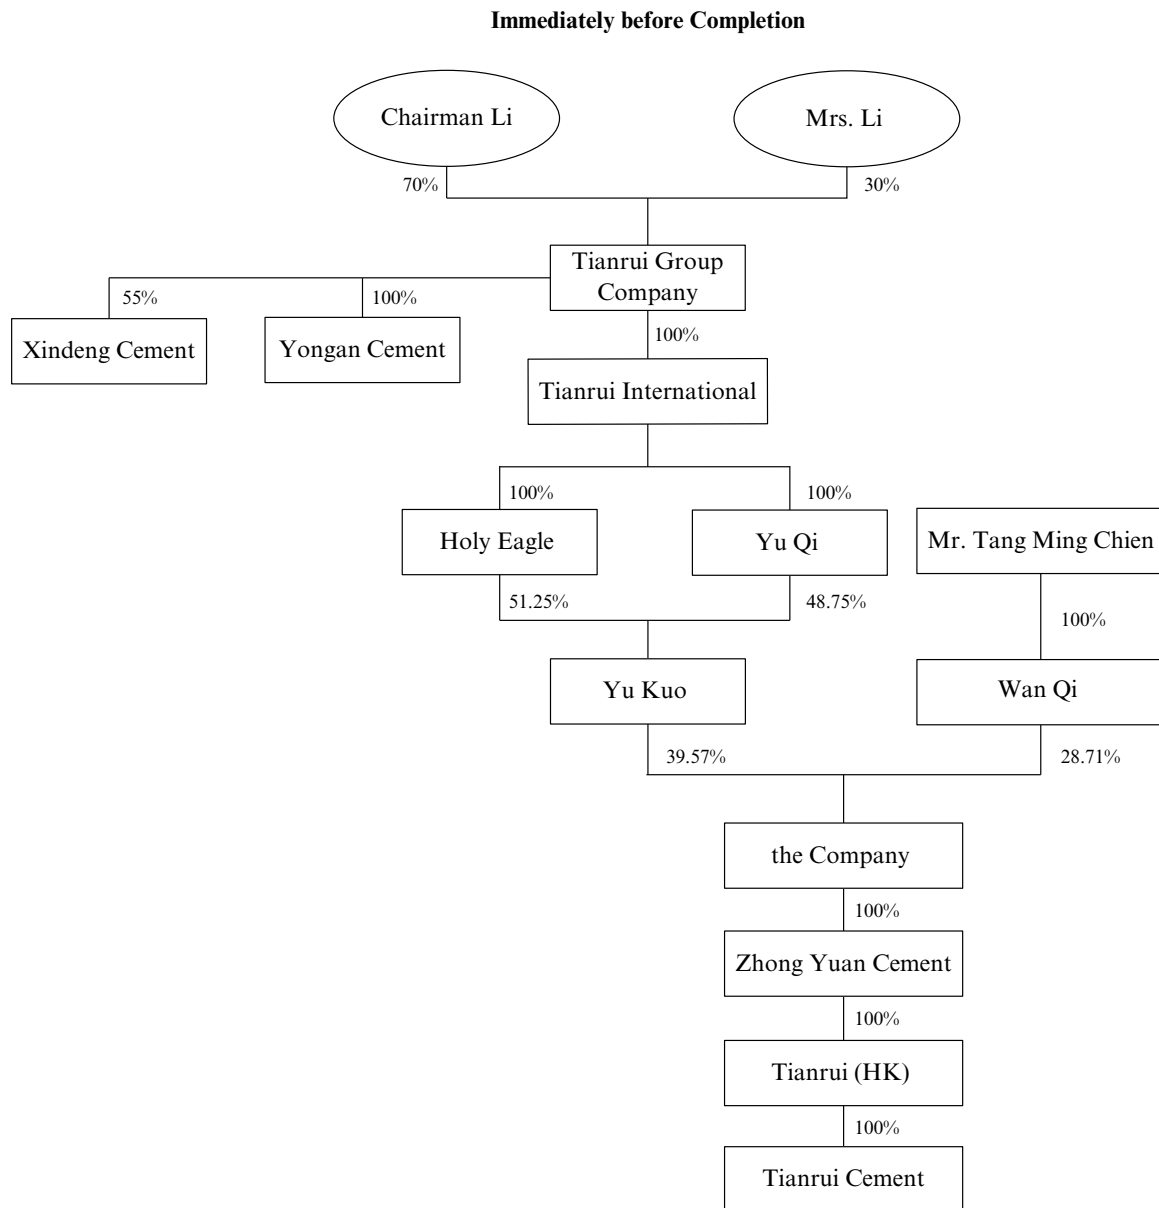 Immediately before Completion
Chairman Li
Mrs. Li
70%
30%
Tianrui Group
Company
55%
100%
Xindeng Cement
Yongan Cement
100%
Tianrui International
100%
100%
Holy Eagle
Yu Qi
Mr. Tang Ming Chien
51.25%
48.75%
100%
Yu Kuo
Wan Qi
39.57%
28.71%
the Company
100%
Zhong Yuan Cement
100%
Tianrui (HK)
100%
Tianrui Cement